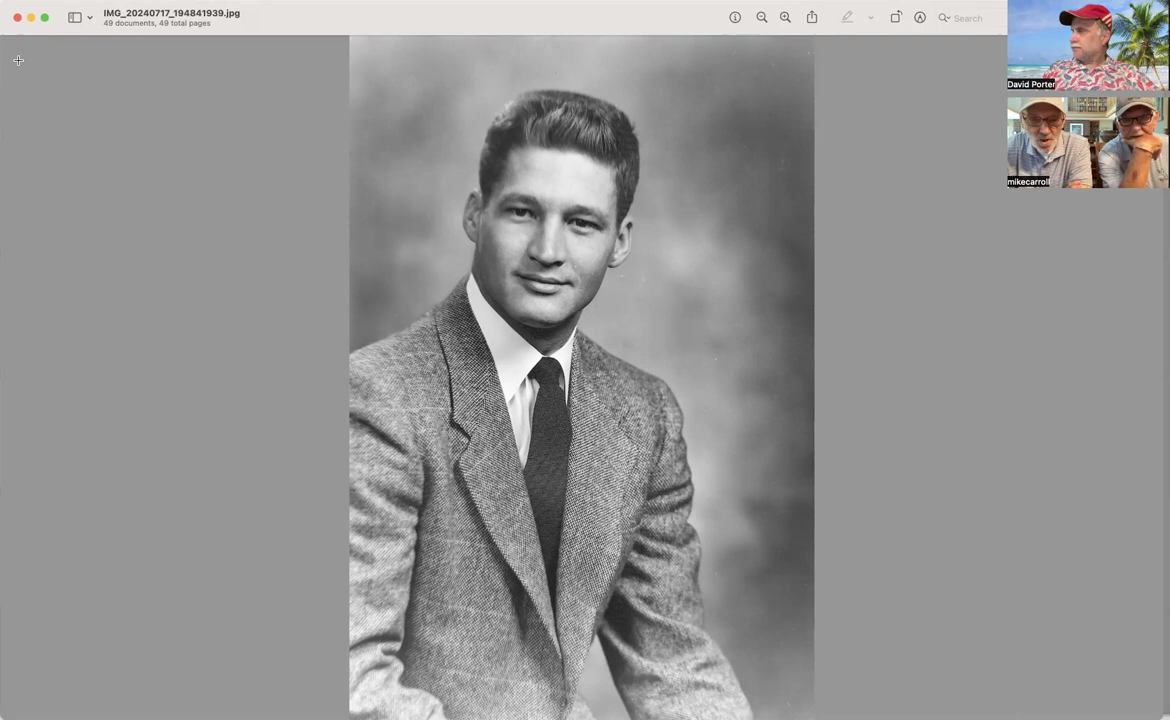 IMG_20240717_194841939.jpg
49 documents, 49 total pages
Search
David Porter
mikecarroll